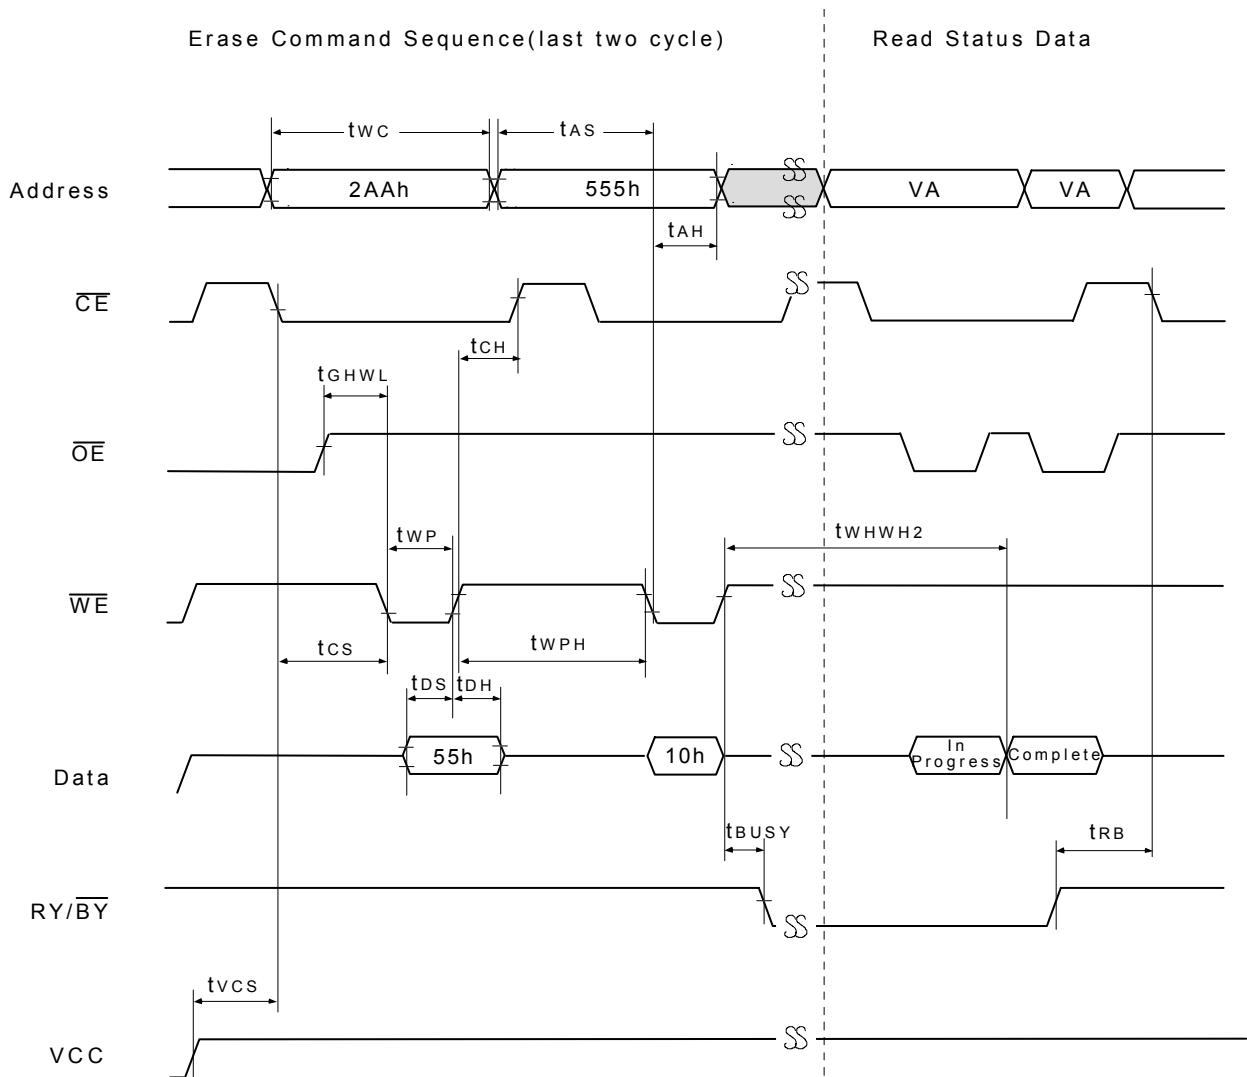 Erase Command Sequence(last two cycle)
Read Status Data
tWC
tAS
Address
2AAh
555h
VA
VA
tAH
CE
tCH
tGHWL
OE
tWP
tWHWH2
WE
tCS
tWPH
tDS
tDH
Data
55h
10h
In
Progress
Complete
tBUSY
tRB
RY/BY
tVCS
VCC